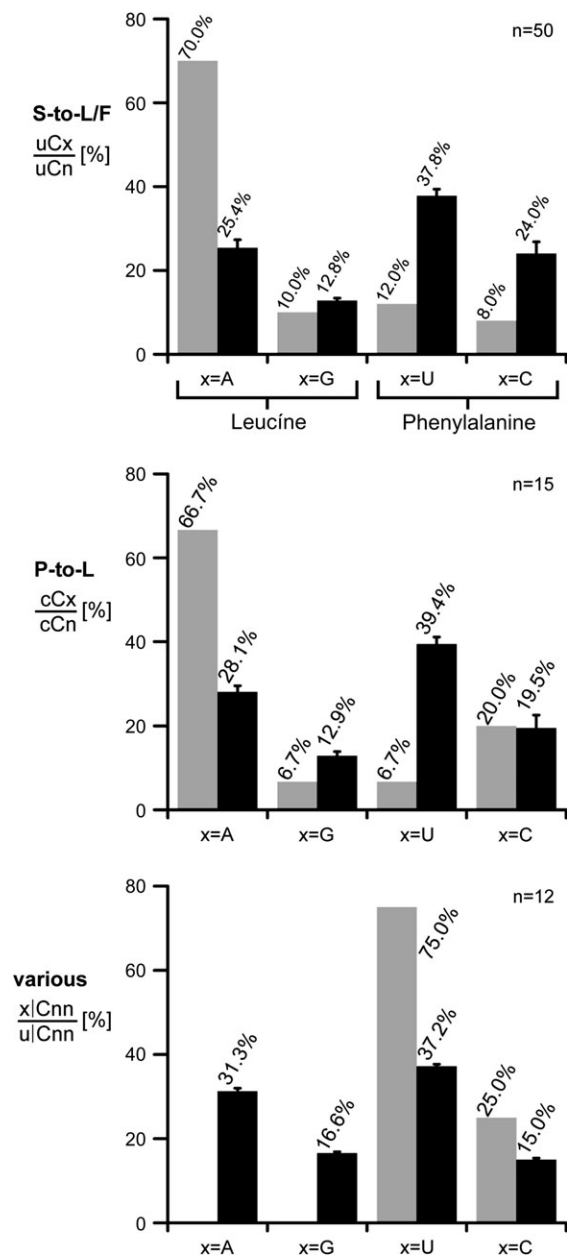 80
n=50
70.0%
60
S-to-L/F
uCx
uCn
[%]
40
37.8%
25.4%
24.0%
20
10.0%
12.8%
12.0%
8.0%
0
x=A
x=G
x=U
x=C
Leucíne
Phenylalanine
80
n=15
66.7%
60
P-to-L
cCx
cCn
[%]
40
39.4%
28.1%
20
6.7%
12.9%
6.7%
20.0%
19.5%
0
x=A
x=G
x=U
x=C
80
n=12
75.0%
60
various
x|Cnn
u|Cnn
[%]
40
31.3%
37.2%
20
16.6%
25.0%
15.0%
0
x=A
x=G
x=U
x=C